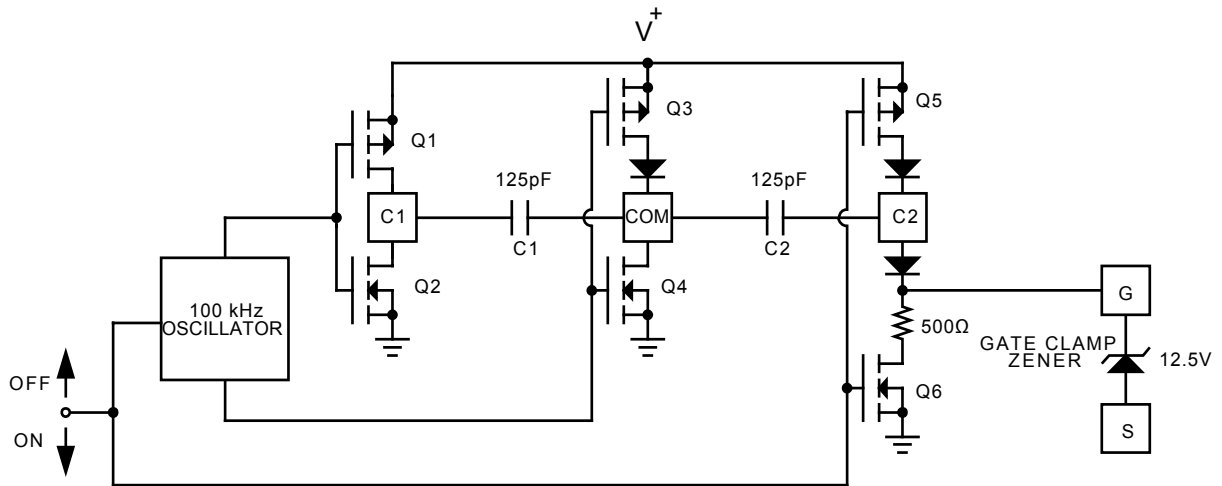 V+
Q1
Q3
Q5
125pF
125pF
C1
COM
C2
C1
C2
Q2
Q4
100 kHz
OSCILLATOR
500Ω
G
GATE CLAMP
ZENER
12.5V
OFF
ON
Q6
S